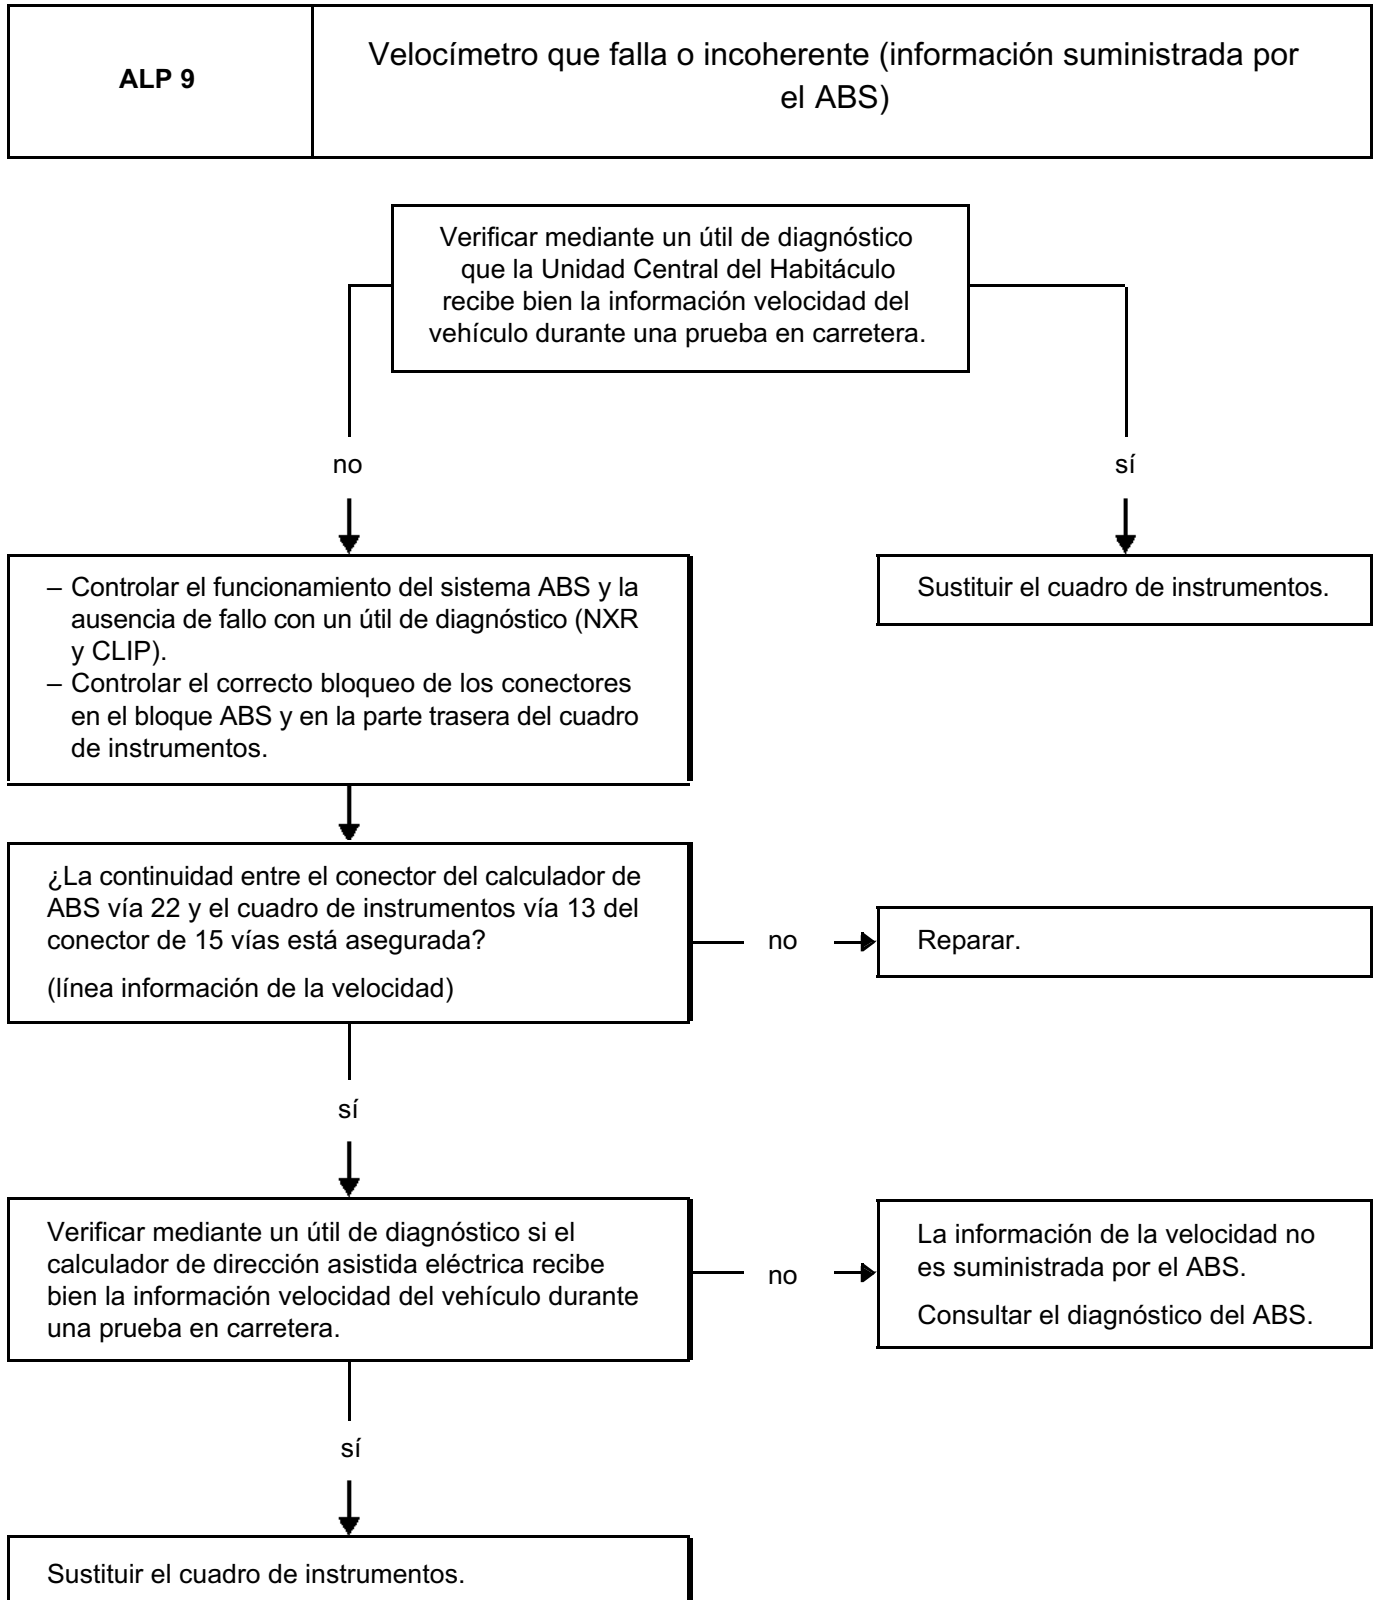 ALP 9
Velocímetro que falla o incoherente (información suministrada por
el ABS)
Verificar mediante un útil de diagnóstico
que la Unidad Central del Habitáculo
recibe bien la información velocidad del
vehículo durante una prueba en carretera.
no
sí
– Controlar el funcionamiento del sistema ABS y la
ausencia de fallo con un útil de diagnóstico (NXR
y CLIP).
– Controlar el correcto bloqueo de los conectores
en el bloque ABS y en la parte trasera del cuadro
de instrumentos.
Sustituir el cuadro de instrumentos.
¿La continuidad entre el conector del calculador de
ABS vía 22 y el cuadro de instrumentos vía 13 del
conector de 15 vías está asegurada?
(línea información de la velocidad)
no
Reparar.
sí
Verificar mediante un útil de diagnóstico si el
calculador de dirección asistida eléctrica recibe
bien la información velocidad del vehículo durante
una prueba en carretera.
no
La información de la velocidad no
es suministrada por el ABS.
Consultar el diagnóstico del ABS.
sí
Sustituir el cuadro de instrumentos.